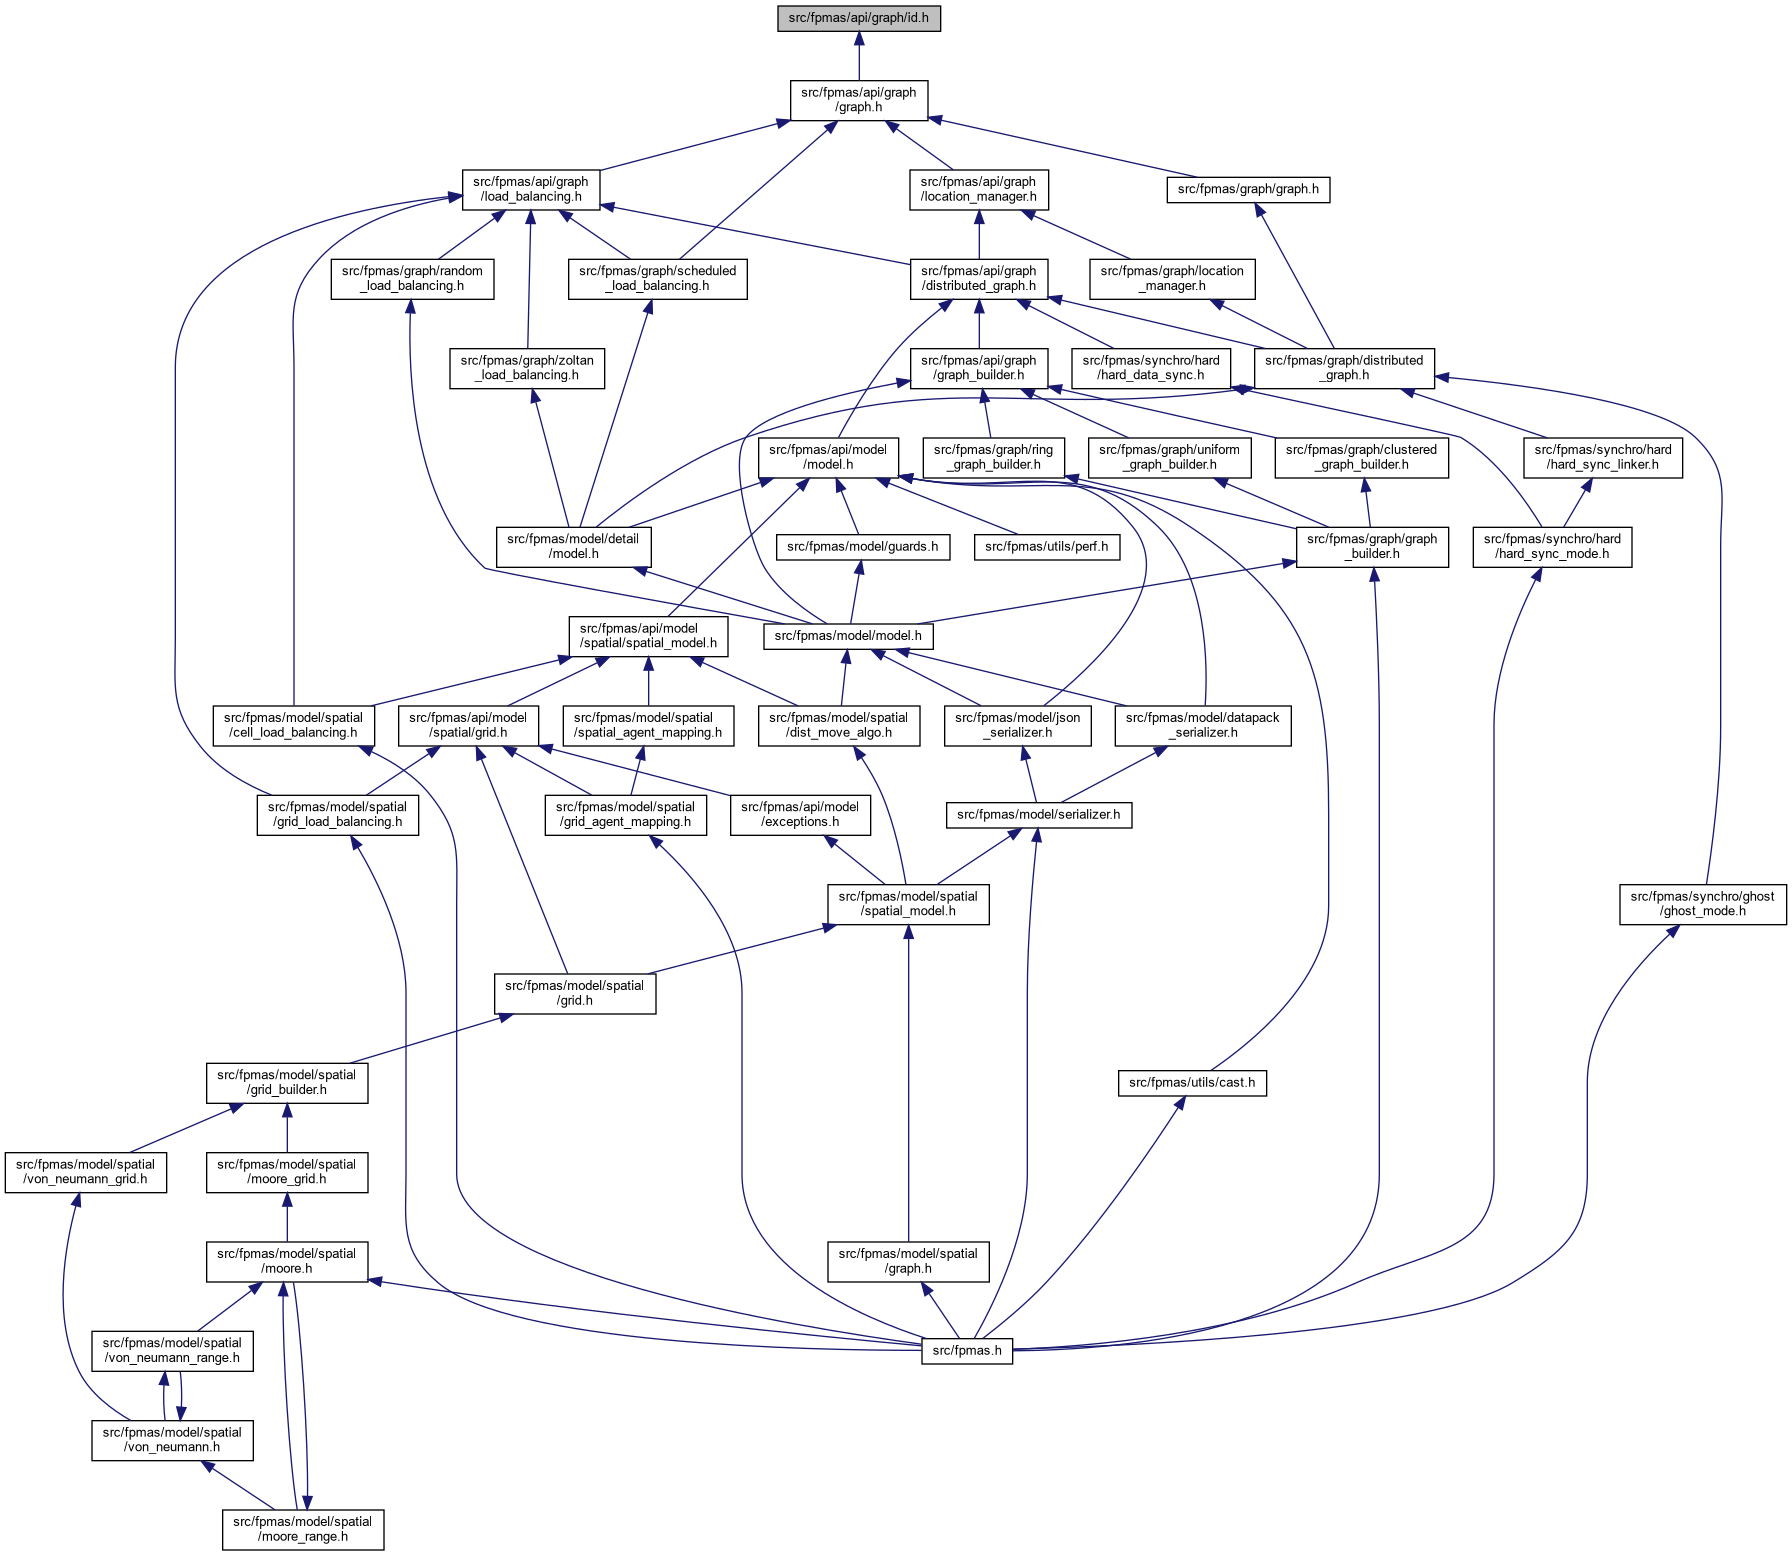 src/fpmas/api/graph/id.h
src/fpmas/api/graph
/graph.h
src/fpmas/api/graph
/load_balancing.h
src/fpmas/api/graph
/location_manager.h
src/fpmas/graph/graph.h
src/fpmas/graph/random
_load_balancing.h
src/fpmas/graph/scheduled
_load_balancing.h
src/fpmas/api/graph
/distributed_graph.h
src/fpmas/graph/location
_manager.h
src/fpmas/graph/zoltan
_load_balancing.h
src/fpmas/api/graph
/graph_builder.h
src/fpmas/synchro/hard
/hard_data_sync.h
src/fpmas/graph/distributed
_graph.h
src/fpmas/api/model
/model.h
src/fpmas/graph/ring
_graph_builder.h
src/fpmas/graph/uniform
_graph_builder.h
src/fpmas/graph/clustered
_graph_builder.h
src/fpmas/synchro/hard
/hard_sync_linker.h
src/fpmas/model/detail
/model.h
src/fpmas/model/guards.h
src/fpmas/utils/perf.h
src/fpmas/graph/graph
_builder.h
src/fpmas/synchro/hard
/hard_sync_mode.h
src/fpmas/api/model
/spatial/spatial_model.h
src/fpmas/model/model.h
src/fpmas/model/spatial
/cell_load_balancing.h
src/fpmas/api/model
/spatial/grid.h
src/fpmas/model/spatial
/spatial_agent_mapping.h
src/fpmas/model/spatial
/dist_move_algo.h
src/fpmas/model/json
_serializer.h
src/fpmas/model/datapack
_serializer.h
src/fpmas/model/spatial
/grid_load_balancing.h
src/fpmas/model/spatial
/grid_agent_mapping.h
src/fpmas/api/model
/exceptions.h
src/fpmas/model/serializer.h
src/fpmas/model/spatial
/spatial_model.h
src/fpmas/synchro/ghost
/ghost_mode.h
src/fpmas/model/spatial
/grid.h
src/fpmas/model/spatial
/grid_builder.h
src/fpmas/utils/cast.h
src/fpmas/model/spatial
/von_neumann_grid.h
src/fpmas/model/spatial
/moore_grid.h
src/fpmas/model/spatial
/moore.h
src/fpmas/model/spatial
/graph.h
src/fpmas/model/spatial
/von_neumann_range.h
src/fpmas.h
src/fpmas/model/spatial
/von_neumann.h
src/fpmas/model/spatial
/moore_range.h